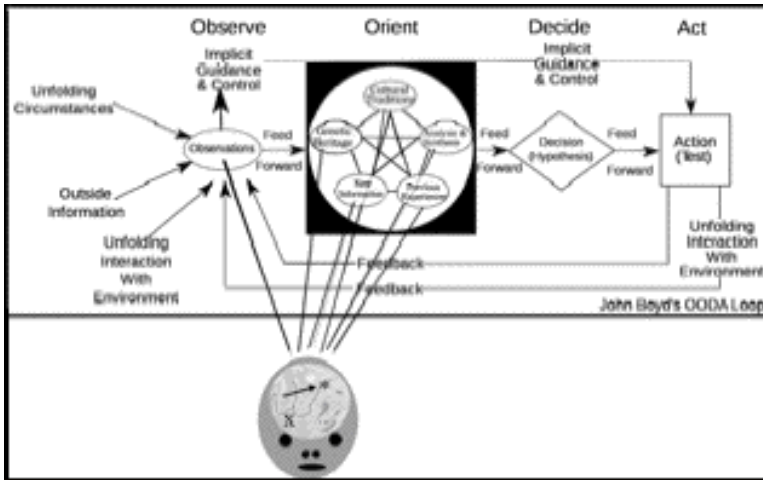 Observe
Orient
Decide
Act
Implicit
Guidance
& Control
Implicit
Guidance
& Control
Unfolding
Circumstances
Observations
Feed
Forward
Cultural
Traditions
Genetic
Heritage
Analysis &
Synthesis
New
Information
Previous
Experience
Feed
Forward
Decision
(Hypothesis)
Feed
Forward
Action
(Test)
Outside
Information
Unfolding
Interaction
With
Environment
Unfolding
Interaction
With
Environment
Feedback
Feedback
John Boyd's OODA Loop
X